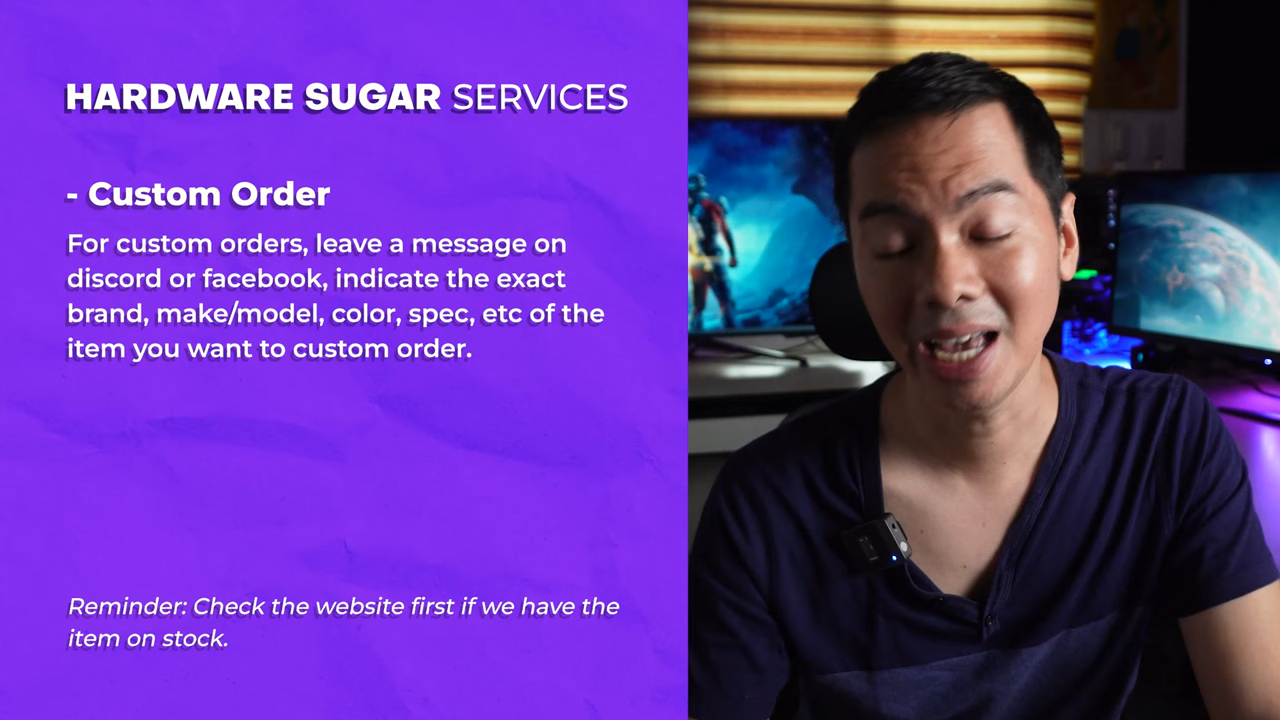 HARDWARE SUGAR SERVICES
- Custom Order
For custom orders, leave a message on
discord or facebook, indicate the exact
brand, make/model, color, spec, etc of the
item you want to custom order.
Reminder: Check the website first if we have the
item on stock.